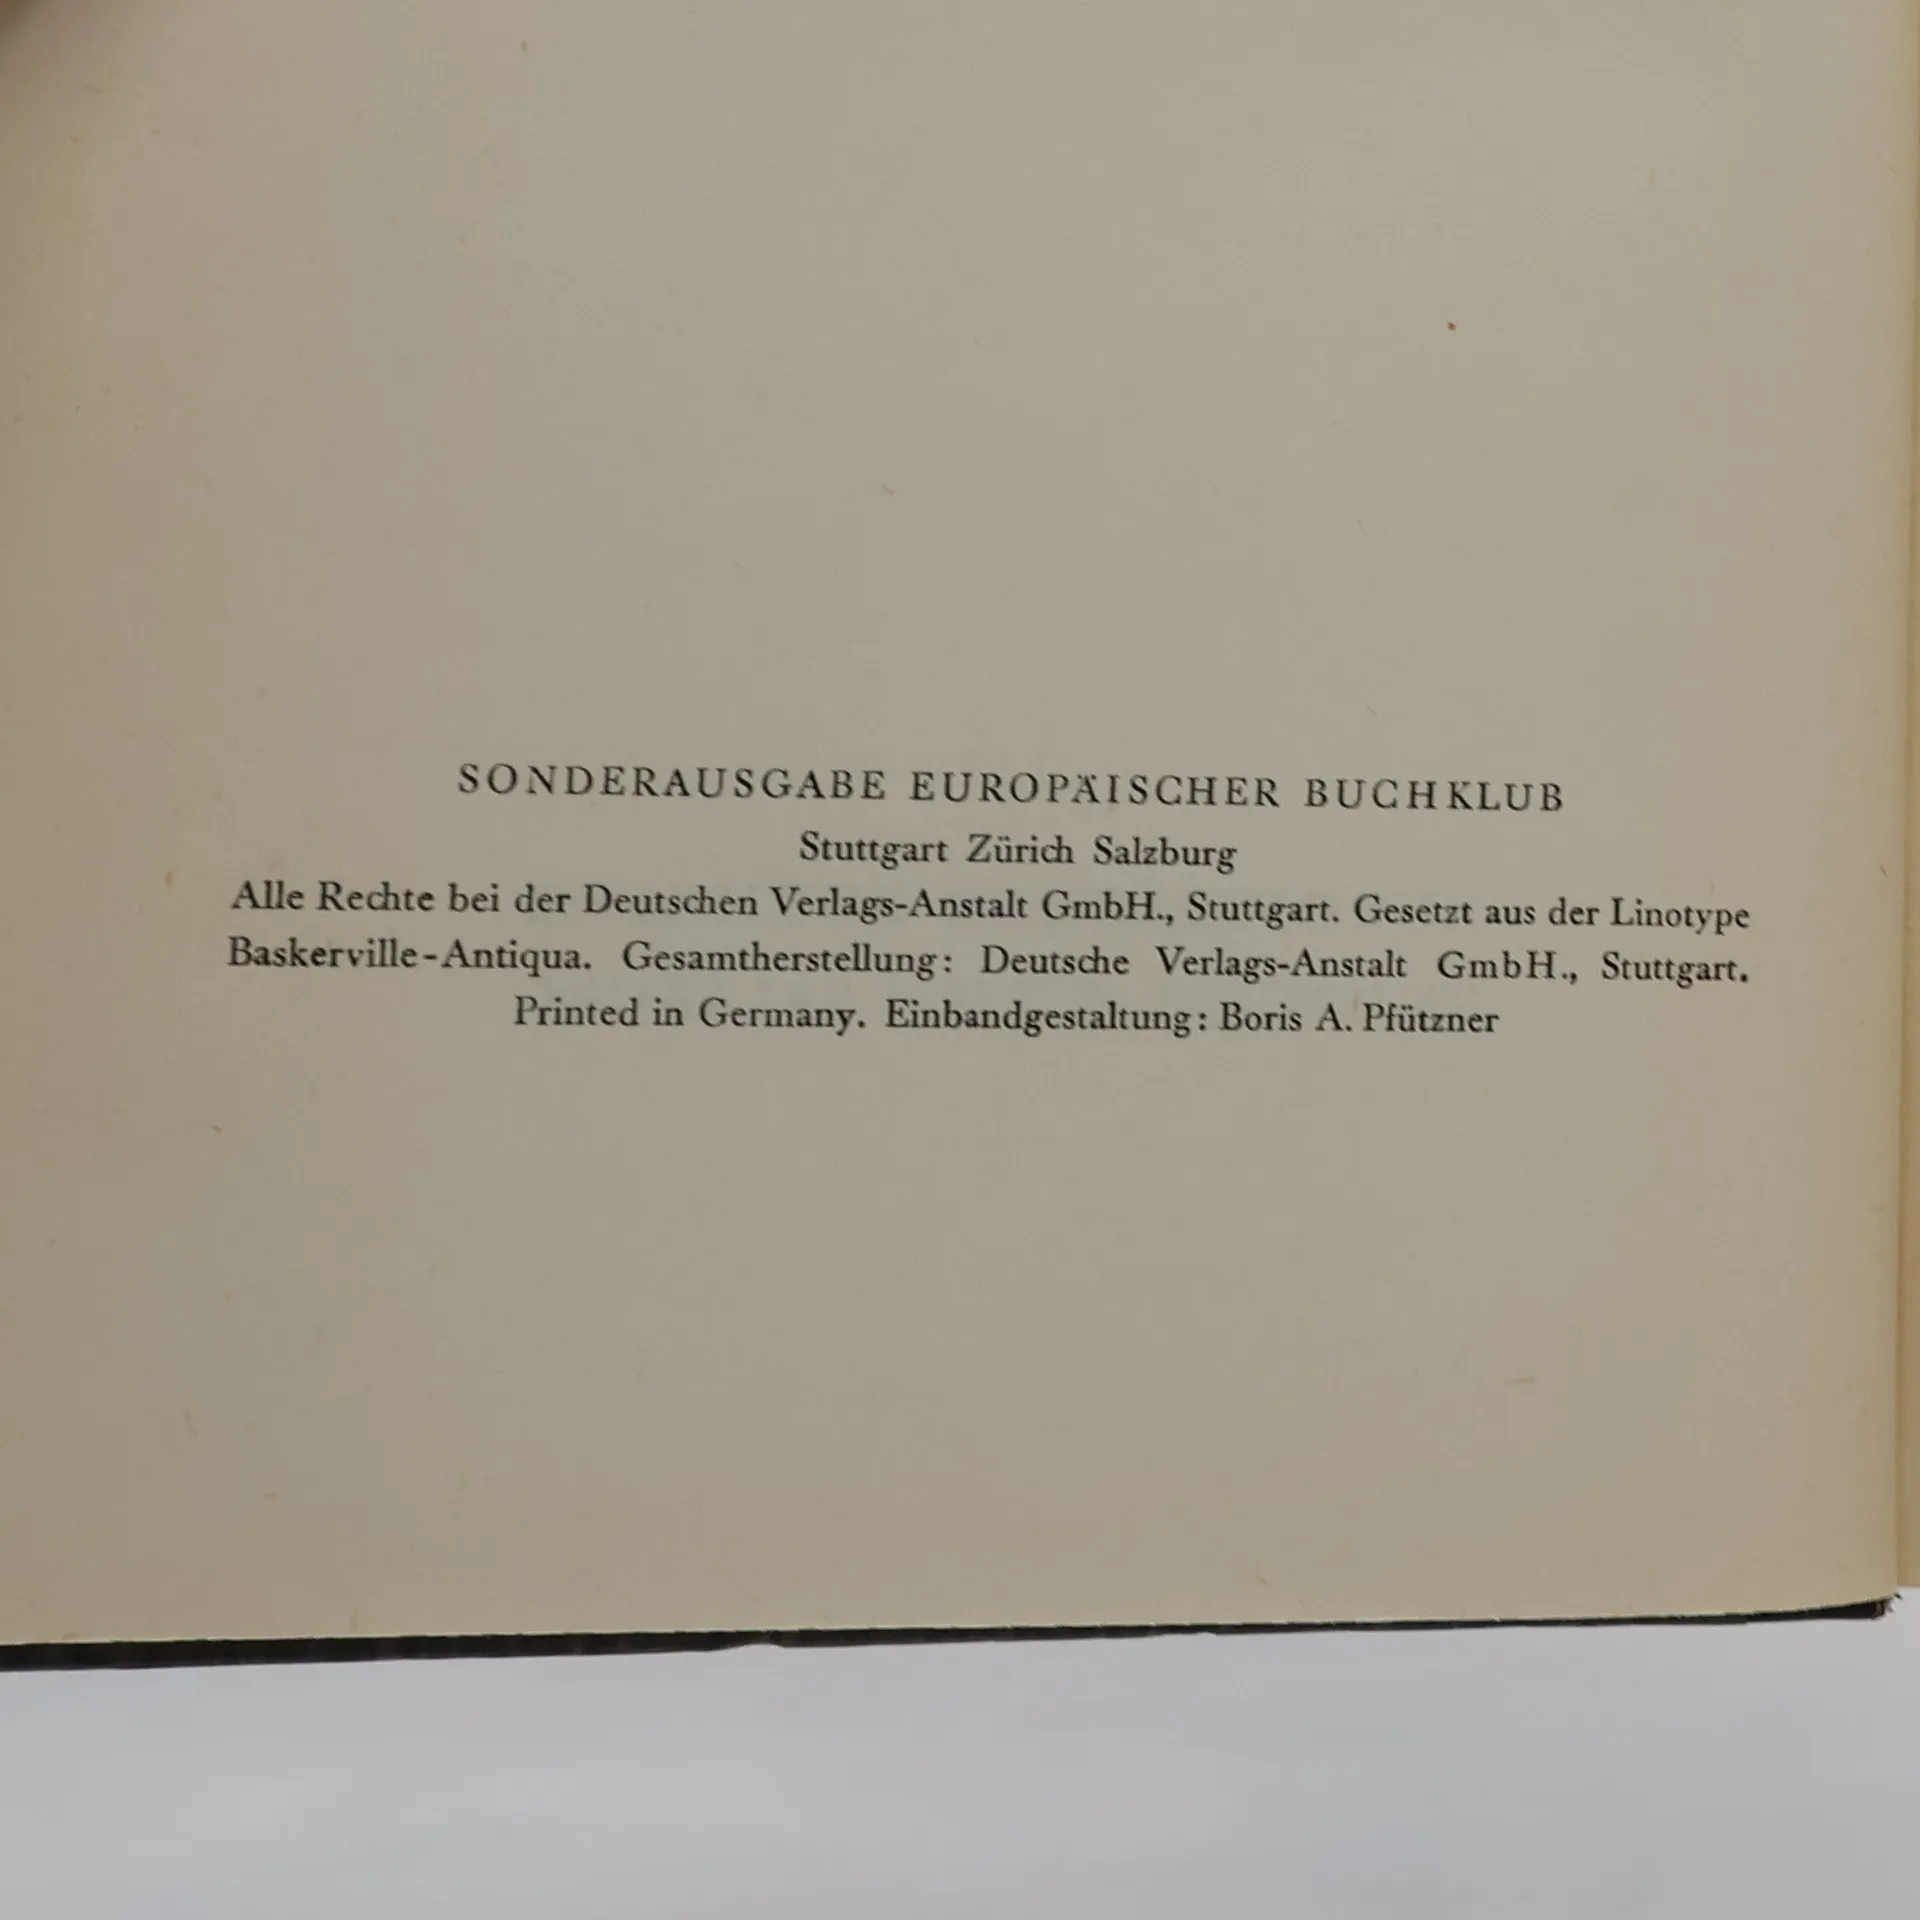 SONDERAUSGABE EUROPÄISCHER BUCHKLUB
Stuttgart Zürich Salzburg
Alle Rechte bei der Deutschen Verlags-Anstalt GmbH., Stuttgart. Gesetzt aus der Linotype
Baskerville-Antiqua. Gesamtherstellung: Deutsche Verlags-Anstalt GmbH., Stuttgart.
Printed in Germany. Einbandgestaltung: Boris A. Pfützner